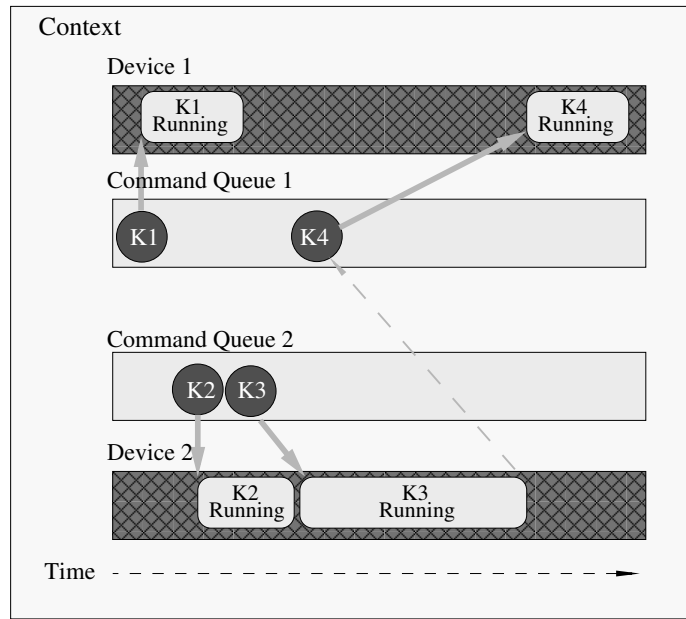 Context
Device 1
K1
Running
K4
Running
Command Queue 1
K1
K4
Command Queue 2
K2
K3
Device 2
K2
Running
K3
Running
Time